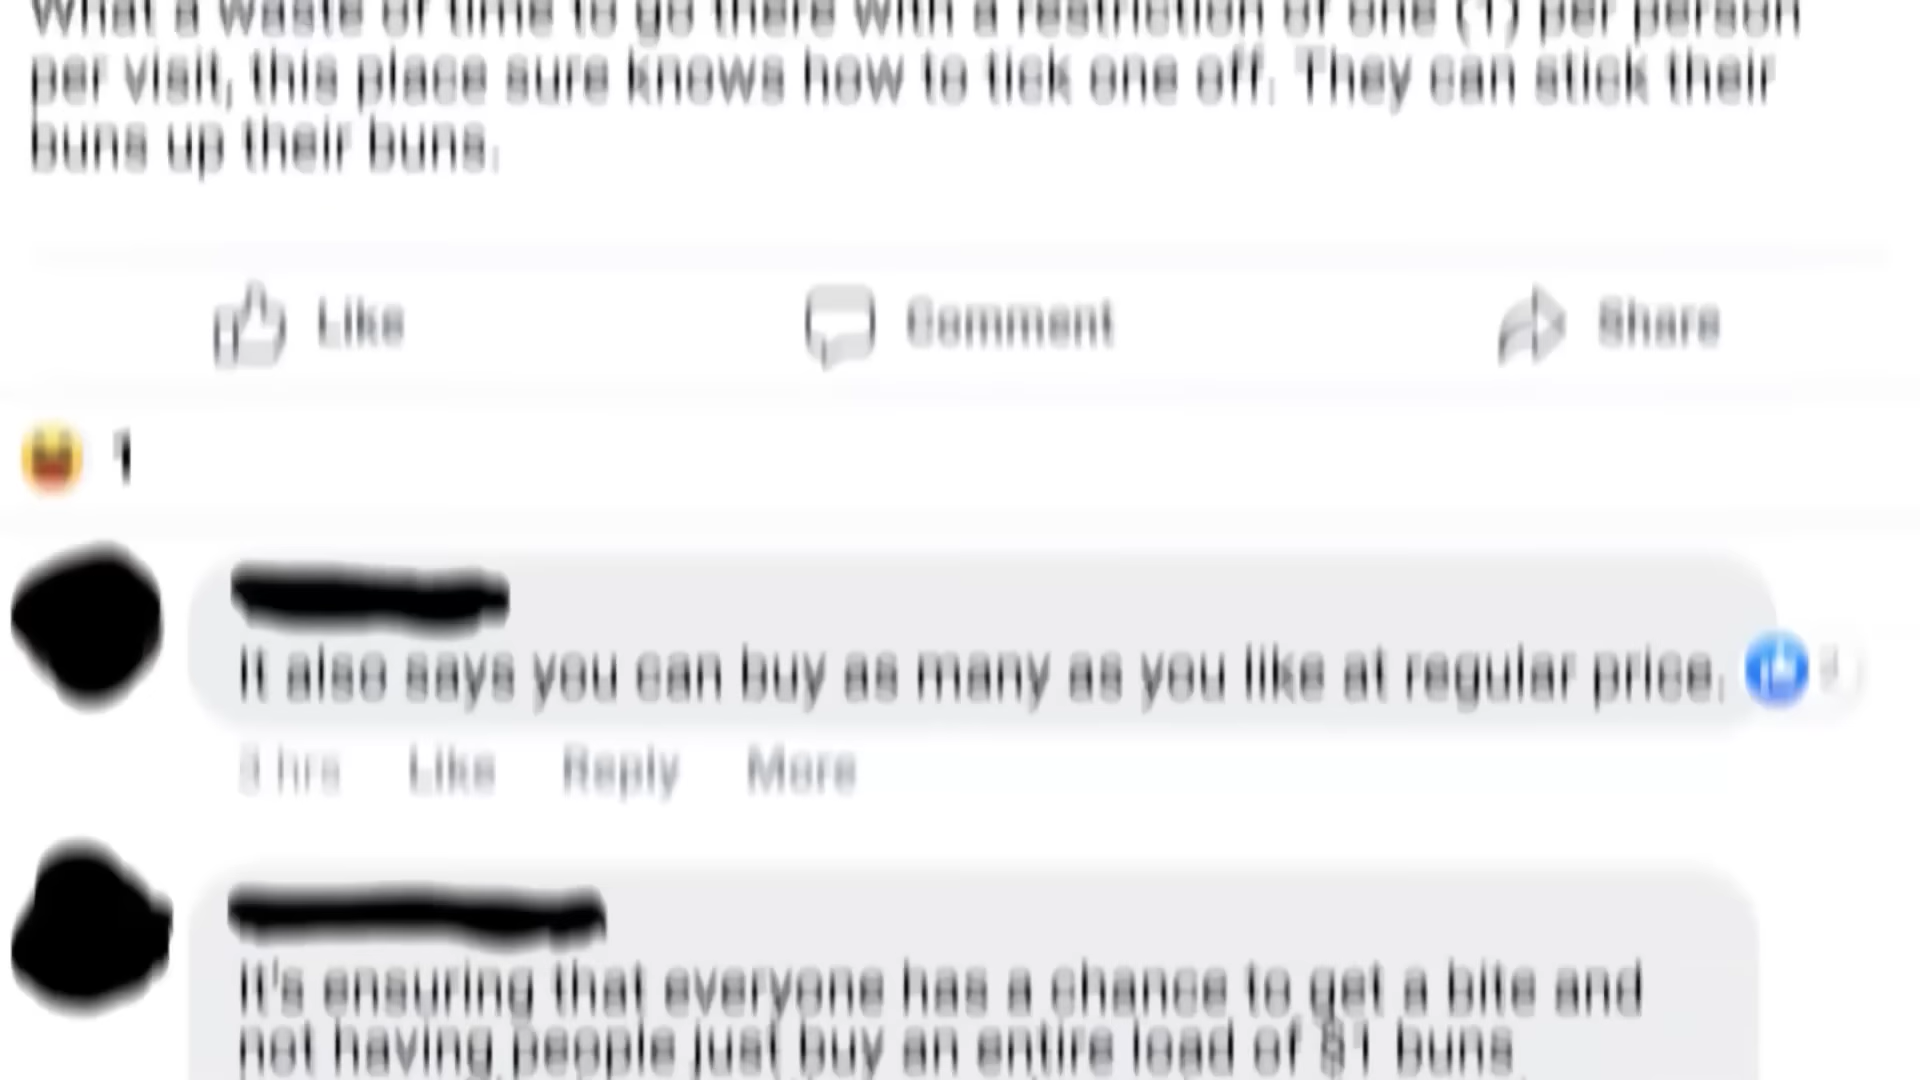 What a waste of time to go there with a restriction of one (1) per person
per visit, this place sure knows how to tick one off. They can stick their
buns up their buns.
Like Comment Share
1
It also says you can buy as many as you like at regular price.
3 hrs Like Reply More
It's ensuring that everyone has a chance to get a bite and
not having people just buy an entire load of $1 buns